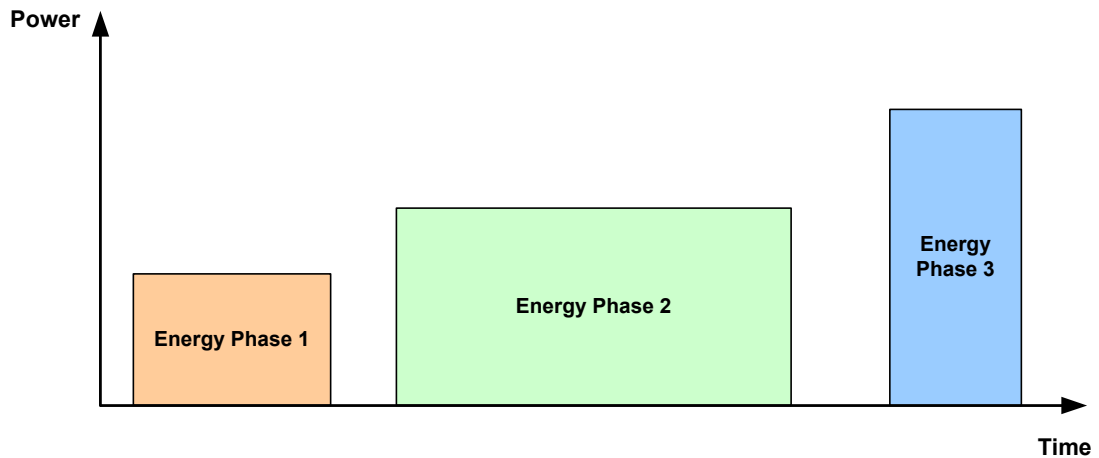 Power
Energy Phase 1
Energy Phase 2
Energy
Phase 3
Time